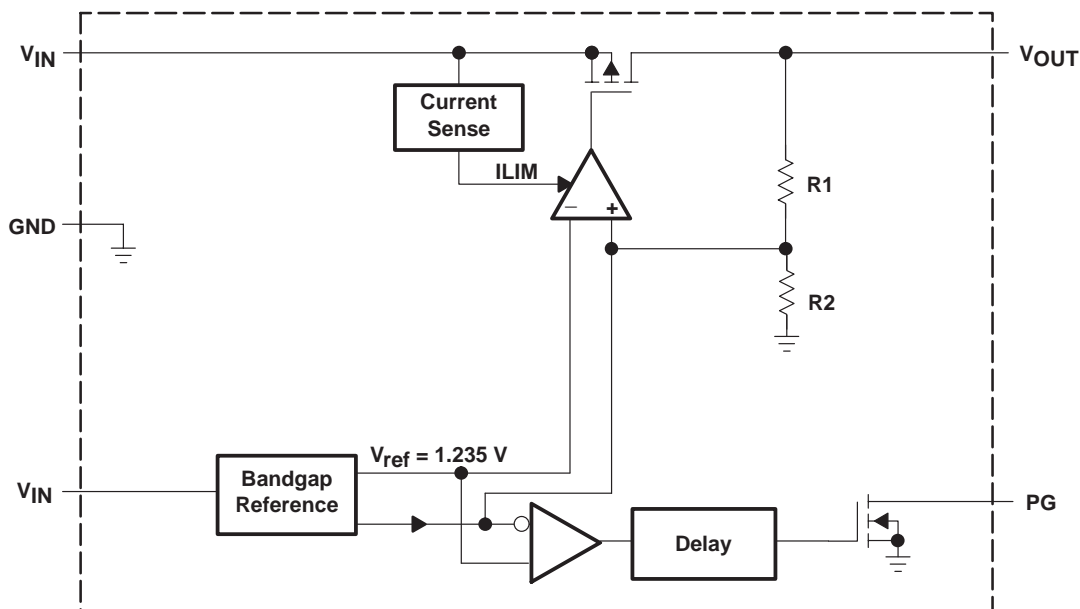 VIN
VOUT
Current
Sense
ILIM
R1
− +
GND
R2
Vref = 1.235 V
Bandgap
Reference
VIN
PG
Delay